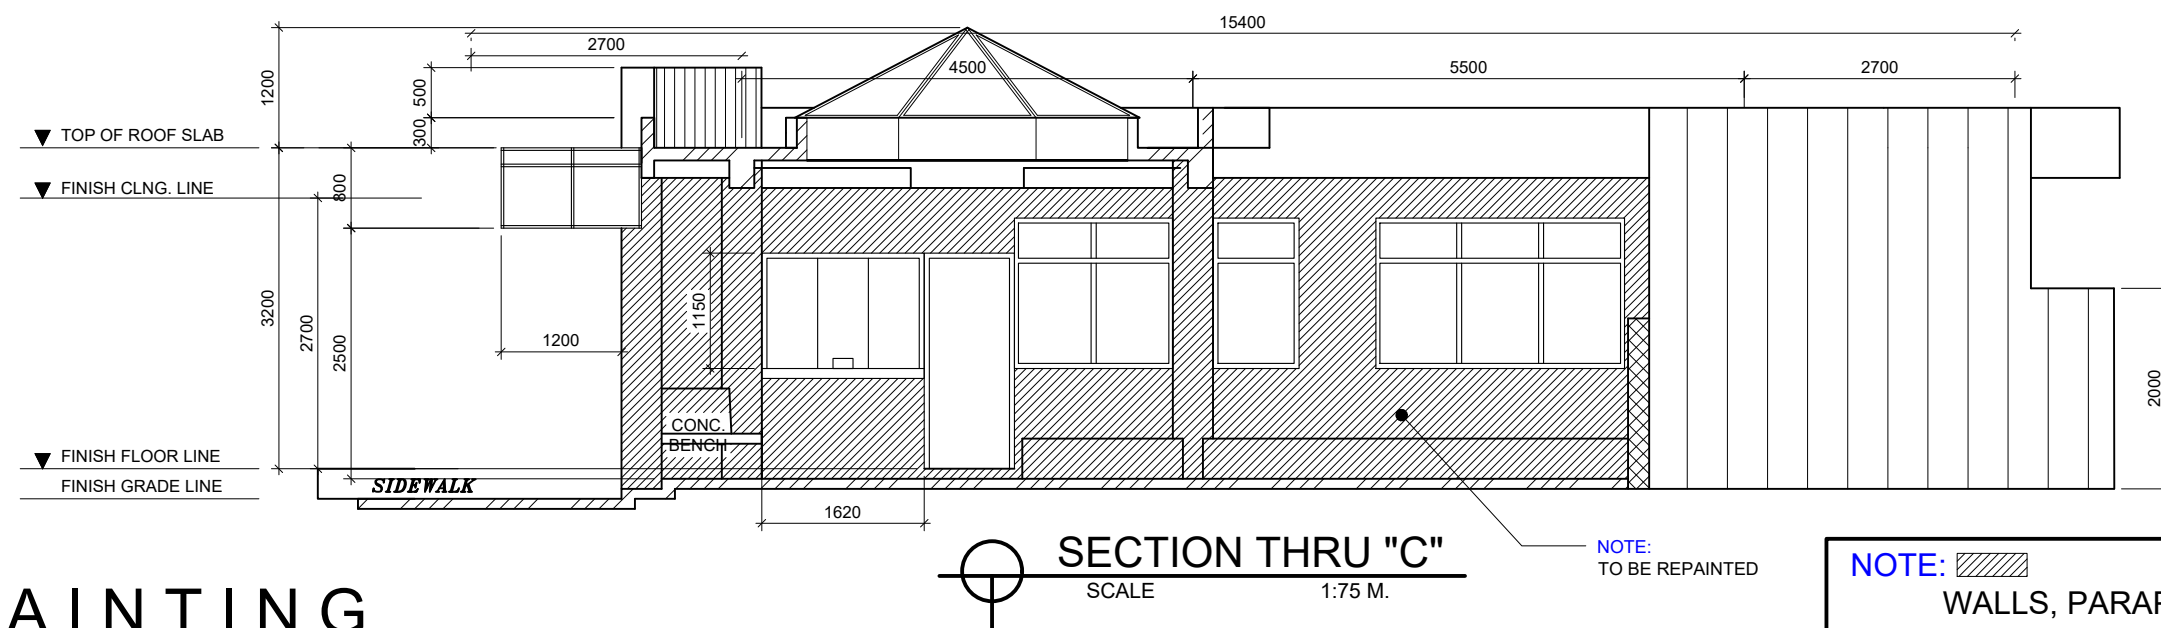 15400
2700
4500
5500
2700
1200
500
300
TOP OF ROOF SLAB
FINISH CLNG. LINE
800
3200
2700
2500
1150
1200
2000
CONC.
BENCH
FINISH FLOOR LINE
FINISH GRADE LINE
SIDEWALK
1620
SECTION THRU "C"
SCALE 1:75 M.
NOTE:
TO BE REPAINTED
NOTE:
WALLS, PARAP
AINTING